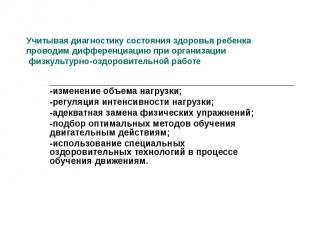 Учитывая диагностику состояния здоровья ребенка
проводим дифференциацию при организации
физкультурно-оздоровительной работе
-изменение объема нагрузки;
-регуляция интенсивности нагрузки;
-адекватная замена физических упражнений;
-подбор оптимальных методов обучения
двигательным действиям;
-использование специальных
оздоровительных технологий в процессе
обучения движениям.